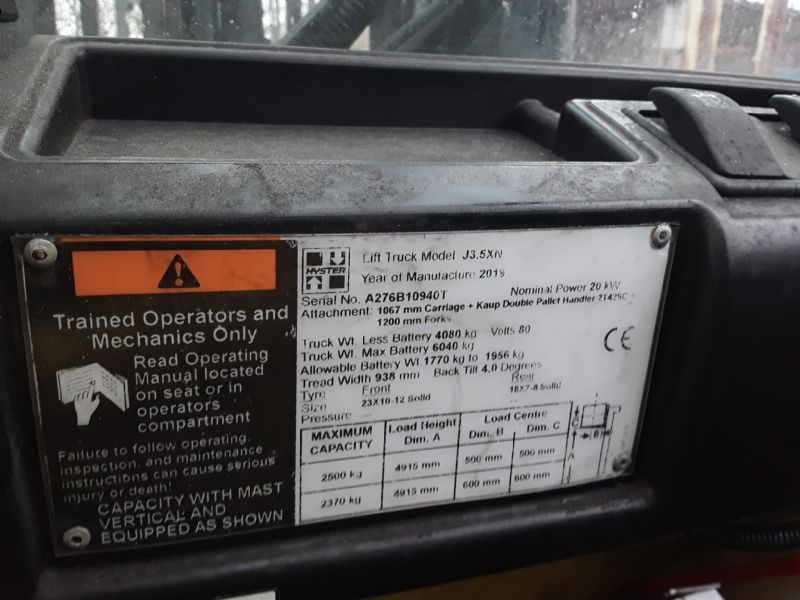 Trained Operators and
Mechanics Only
Read Operating
Manual located
on seat or in
operators
compartment
Failure to follow operating,
inspection, and maintenance
instructions can cause serious
injury or death!
CAPACITY WITH MAST
VERTICAL AND
EQUIPPED AS SHOWN
HYSTER
Lift Truck Model J3.5XN
Year of Manufacture 2019
Serial No. A276B10940T Nominal Power 20 kW
Attachment: 1067 mm Carriage + Kaup Double Pallet Handler 2T429C +
1200 mm Forks
Truck Wt. Less Battery 4080 kg Volts 80
Truck Wt. Max Battery 6040 kg
Allowable Battery Wt. 1770 kg to 1956 kg
Tread Width 938 mm Back Tilt 4.0 Degrees
Tyre Front Rear
Size 23X10-12 Solid 18X7-8 Solid
Pressure -- --
CE
MAXIMUM CAPACITY Load Height Dim. A Load Centre Dim. B Dim. C
2500 kg 4915 mm 500 mm 500 mm
2370 kg 4915 mm 600 mm 600 mm
C
B
A